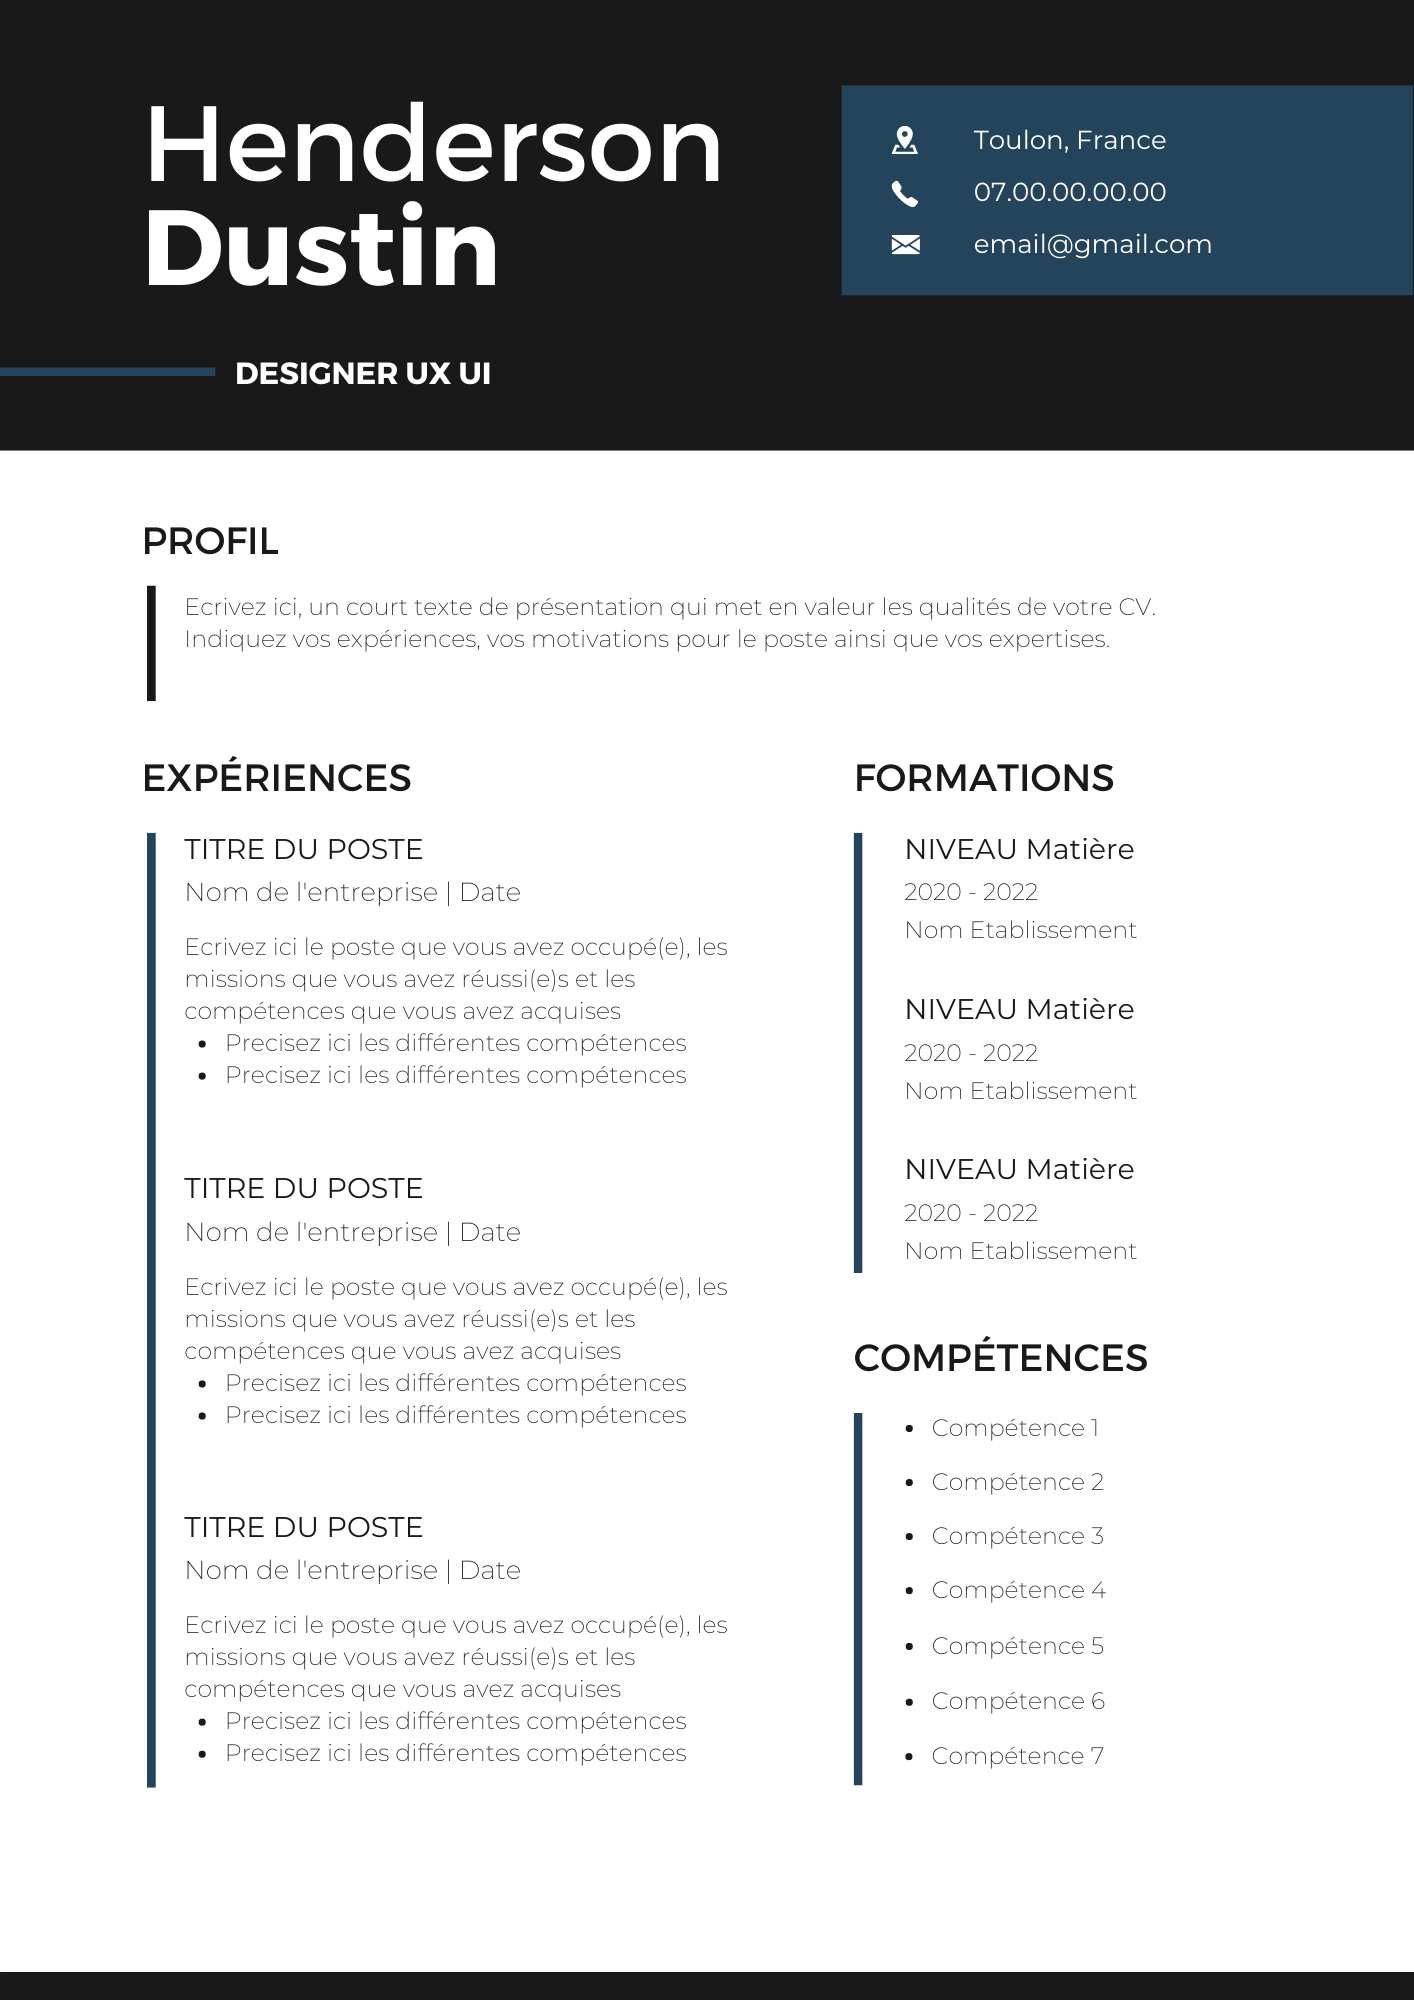 Henderson
Dustin
DESIGNER UX UI
Toulon, France
07.00.00.00.00
email@gmail.com
PROFIL
Ecrivez ici, un court texte de présentation qui met en valeur les qualités de votre CV.
Indiquez vos expériences, vos motivations pour le poste ainsi que vos expertises.
EXPÉRIENCES
TITRE DU POSTE
Nom de l'entreprise | Date
Ecrivez ici le poste que vous avez occupé(e), les
missions que vous avez réussi(e)s et les
compétences que vous avez acquises
• Precisez ici les différentes compétences
• Precisez ici les différentes compétences
TITRE DU POSTE
Nom de l'entreprise | Date
Ecrivez ici le poste que vous avez occupé(e), les
missions que vous avez réussi(e)s et les
compétences que vous avez acquises
• Precisez ici les différentes compétences
• Precisez ici les différentes compétences
TITRE DU POSTE
Nom de l'entreprise | Date
Ecrivez ici le poste que vous avez occupé(e), les
missions que vous avez réussi(e)s et les
compétences que vous avez acquises
• Precisez ici les différentes compétences
• Precisez ici les différentes compétences
FORMATIONS
NIVEAU Matière
2020 - 2022
Nom Etablissement
NIVEAU Matière
2020 - 2022
Nom Etablissement
NIVEAU Matière
2020 - 2022
Nom Etablissement
COMPÉTENCES
• Compétence 1
• Compétence 2
• Compétence 3
• Compétence 4
• Compétence 5
• Compétence 6
• Compétence 7